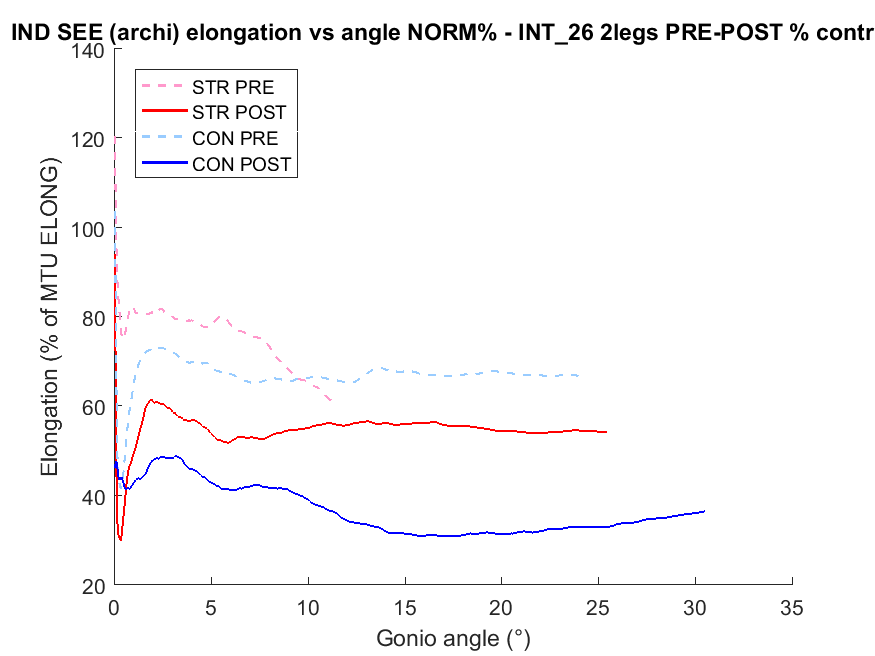 IND SEE (archi) elongation vs angle NORM% - INT_26 2legs PRE-POST % contr
140
120
100
80
60
40
20
Elongation (% of MTU ELONG)
STR PRE
STR POST
CON PRE
CON POST
0 5 10 15 20 25 30 35
Gonio angle (°)